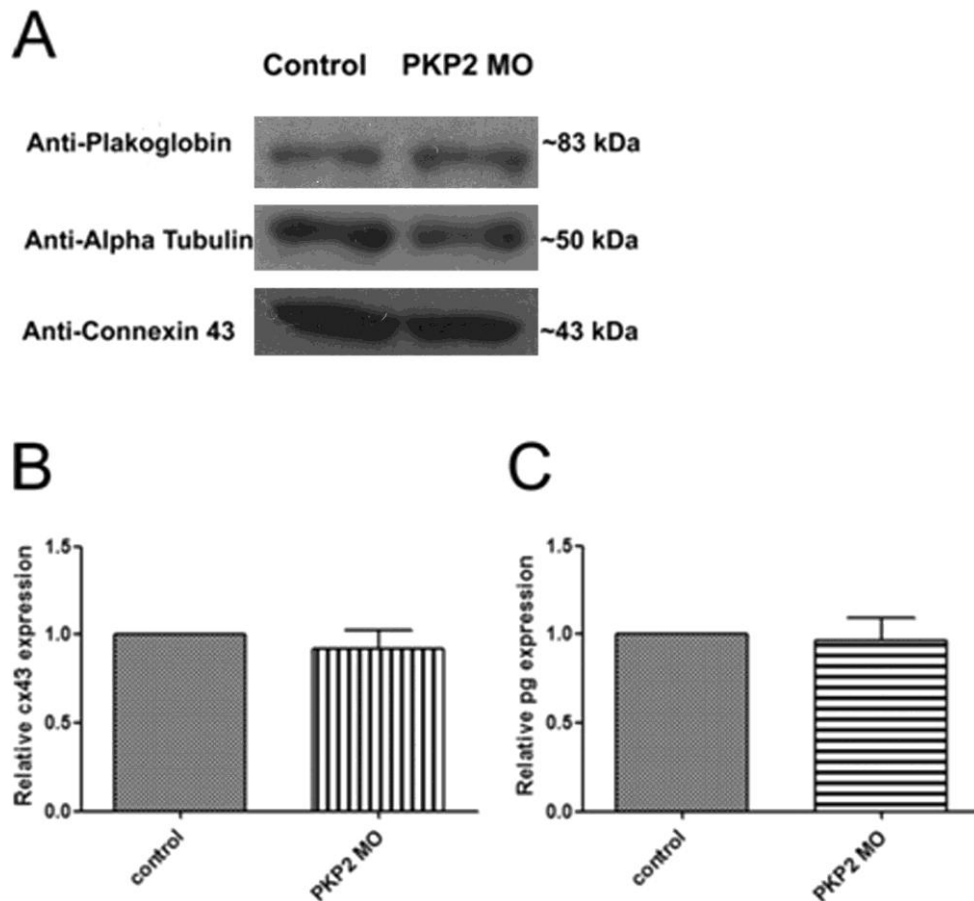 A
Control PKP2 MO
Anti-Plakoglobin ~83 kDa
Anti-Alpha Tubulin ~50 kDa
Anti-Connexin 43 ~43 kDa
B
Relative cx43 expression
1.5
1.0
0.5
0.0
control
PKP2 MO
C
Relative pg expression
1.5
1.0
0.5
0.0
control
PKP2 MO